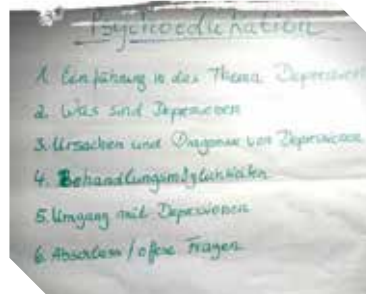 Psychoedukation
1. Einführung in das Thema Depressionen
2. Was sind Depressionen
3. Ursachen und Diagnose von Depressionen
4. Behandlungsmöglichkeiten
5. Umgang mit Depressionen
6. Abschluss / offene Fragen